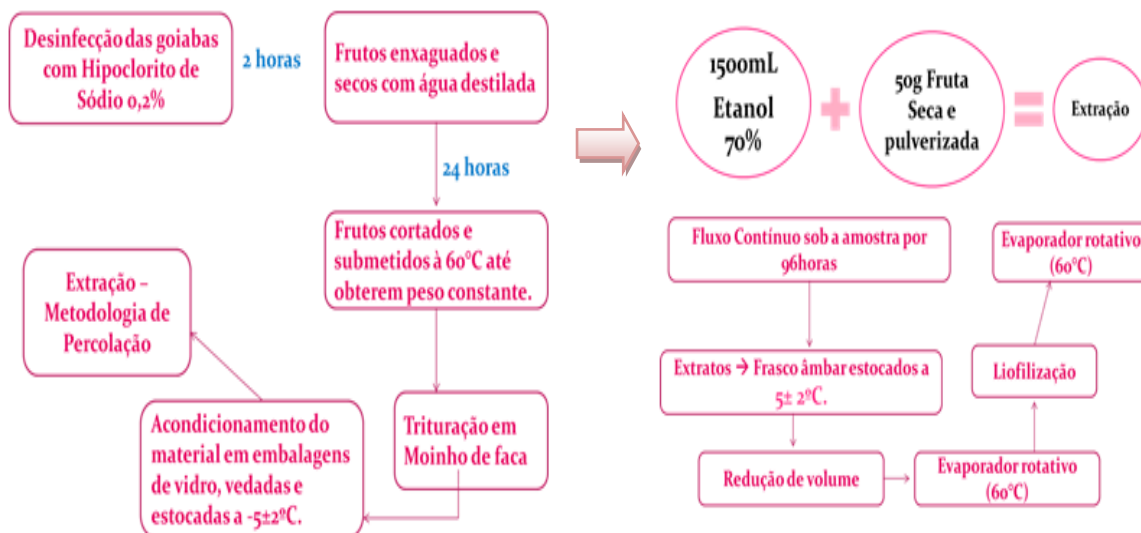 Desinfecção das goiabas
com Hipoclorito de
Sódio 0,2%
2 horas
Frutos enxaguados e
secos com água destilada
24 horas
Frutos cortados e
submetidos à 60°C até
obterem peso constante.
Trituração em
Moinho de faca
Acondicionamento do
material em embalagens
de vidro, vedadas e
estocadas a -5±2ºC.
Extração –
Metodologia de
Percolação
1500mL
Etanol
70%
+
50g Fruta
Seca e
pulverizada
=
Extração
Fluxo Contínuo sob a amostra por
96horas
Extratos → Frasco âmbar estocados a
5± 2ºC.
Redução de volume
Evaporador rotativo
(60°C)
Liofilização
Evaporador rotativo
(60°C)